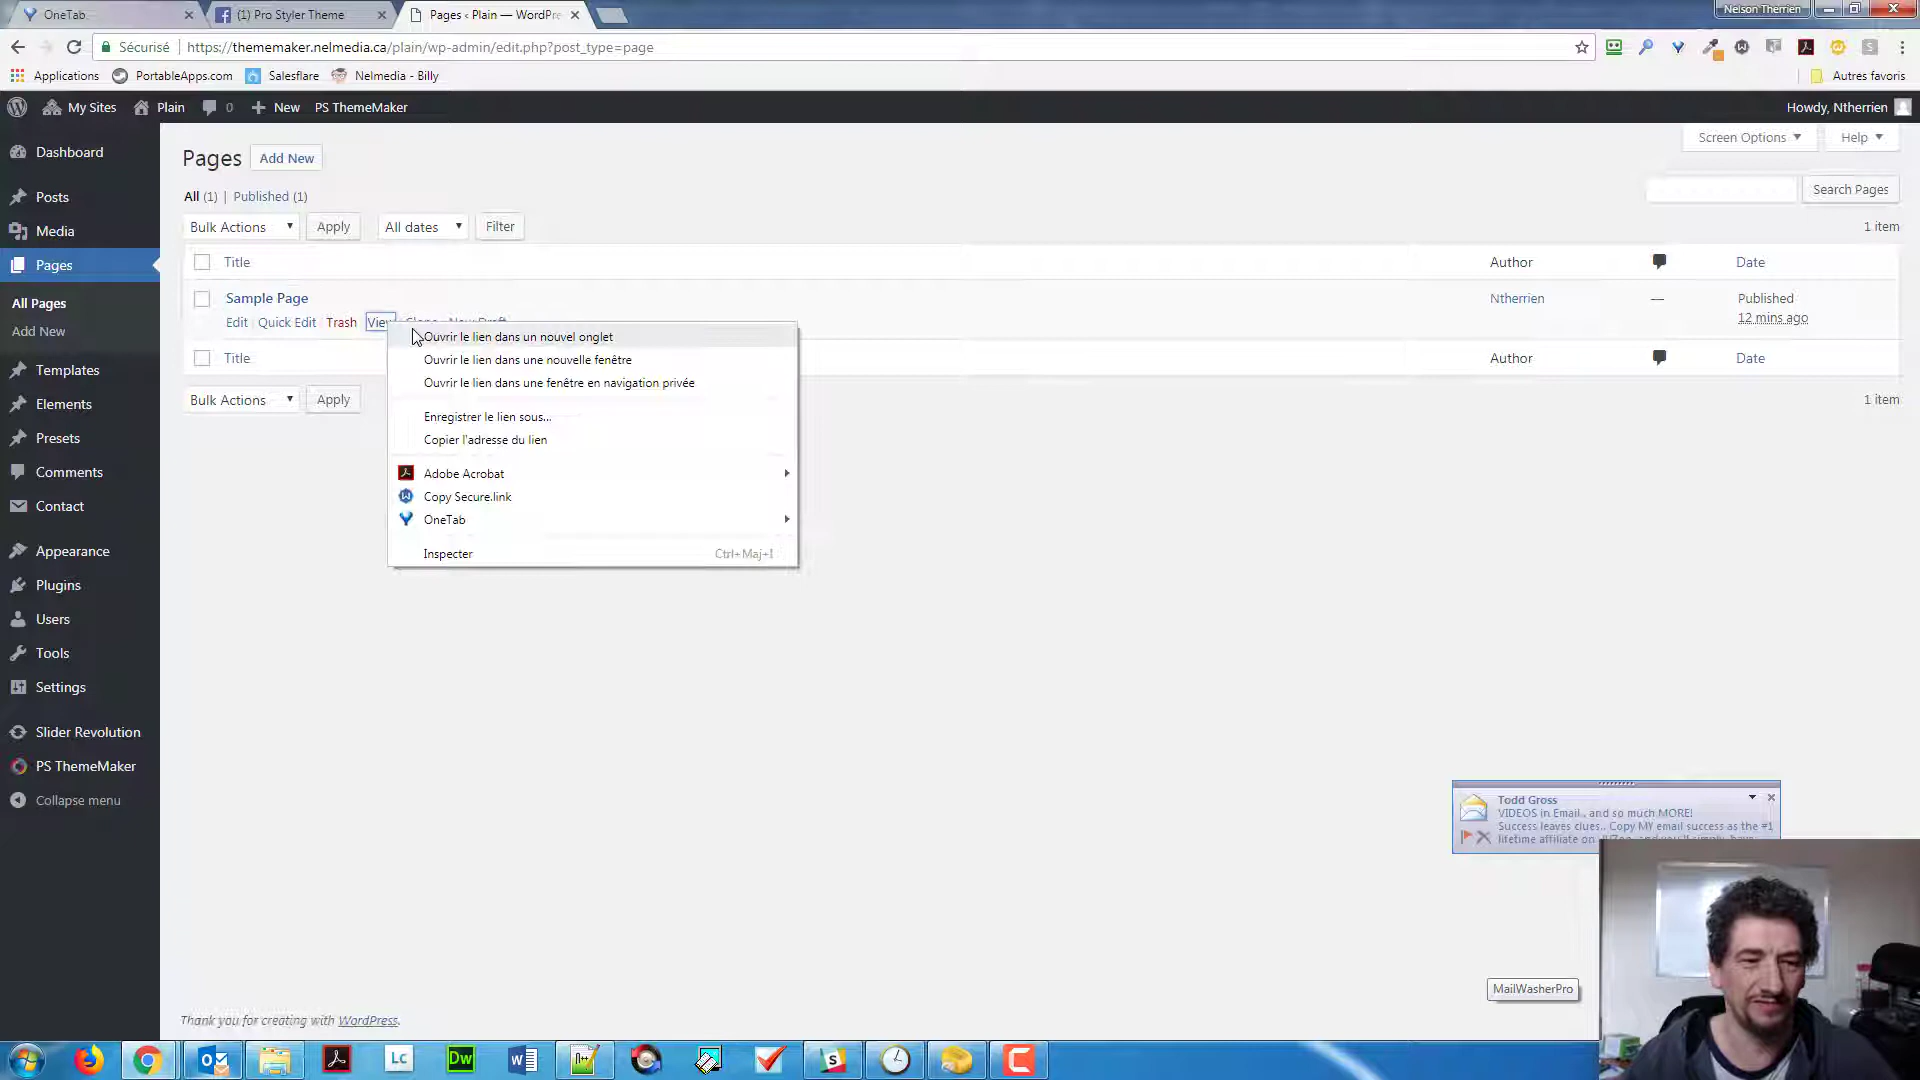 OneTab
(1) Pro Styler Theme
Pages ‹ Plain — WordPre
Nelson Therrien
Sécurisé
https://thememaker.nelmedia.ca/plain/wp-admin/edit.php?post_type=page
Applications
PortableApps.com
Salesflare
Nelmedia - Billy
Autres favoris
My Sites
Plain
0
New
PS ThemeMaker
Howdy, Ntherrien
Dashboard
Posts
Media
Pages
All Pages
Add New
Templates
Elements
Presets
Comments
Contact
Appearance
Plugins
Users
Tools
Settings
Slider Revolution
PS ThemeMaker
Collapse menu
Screen Options
Help
Pages
Add New
All (1) | Published (1)
Search Pages
Bulk Actions
Apply
All dates
Filter
1 item
Title
Author
Date
Sample Page
Ntherrien
—
Published
12 mins ago
Edit
Quick Edit
Trash
View
Clone
New Draft
Title
Author
Date
Bulk Actions
Apply
1 item
Ouvrir le lien dans un nouvel onglet
Ouvrir le lien dans une nouvelle fenêtre
Ouvrir le lien dans une fenêtre en navigation privée
Enregistrer le lien sous...
Copier l'adresse du lien
Adobe Acrobat
Copy Secure.link
OneTab
Inspecter
Ctrl+Maj+I
Todd Gross
VIDEOS in Email , and so much MORE!
Success leaves clues.. Copy MY email success as the #1
lifetime affiliate on
MailWasherPro
Thank you for creating with WordPress.
Lc
Dw